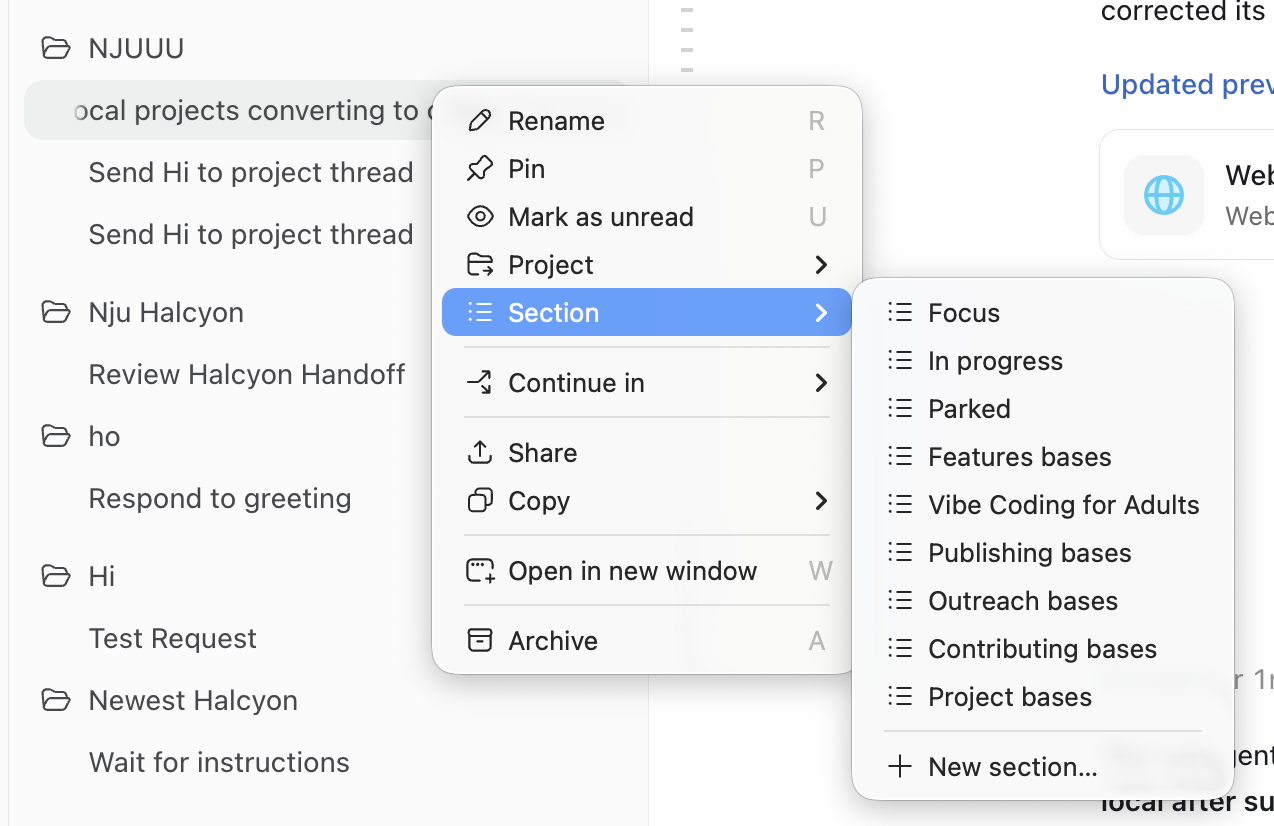 NJUUU
ocal projects converting to
Send Hi to project thread
Send Hi to project thread
Nju Halcyon
Review Halcyon Handoff
ho
Respond to greeting
Hi
Test Request
Newest Halcyon
Wait for instructions
Rename R
Pin P
Mark as unread U
Project
Section
Continue in
Share
Copy
Open in new window W
Archive A
Focus
In progress
Parked
Features bases
Vibe Coding for Adults
Publishing bases
Outreach bases
Contributing bases
Project bases
New section...
corrected its
Updated prev
Web
Web
local after su